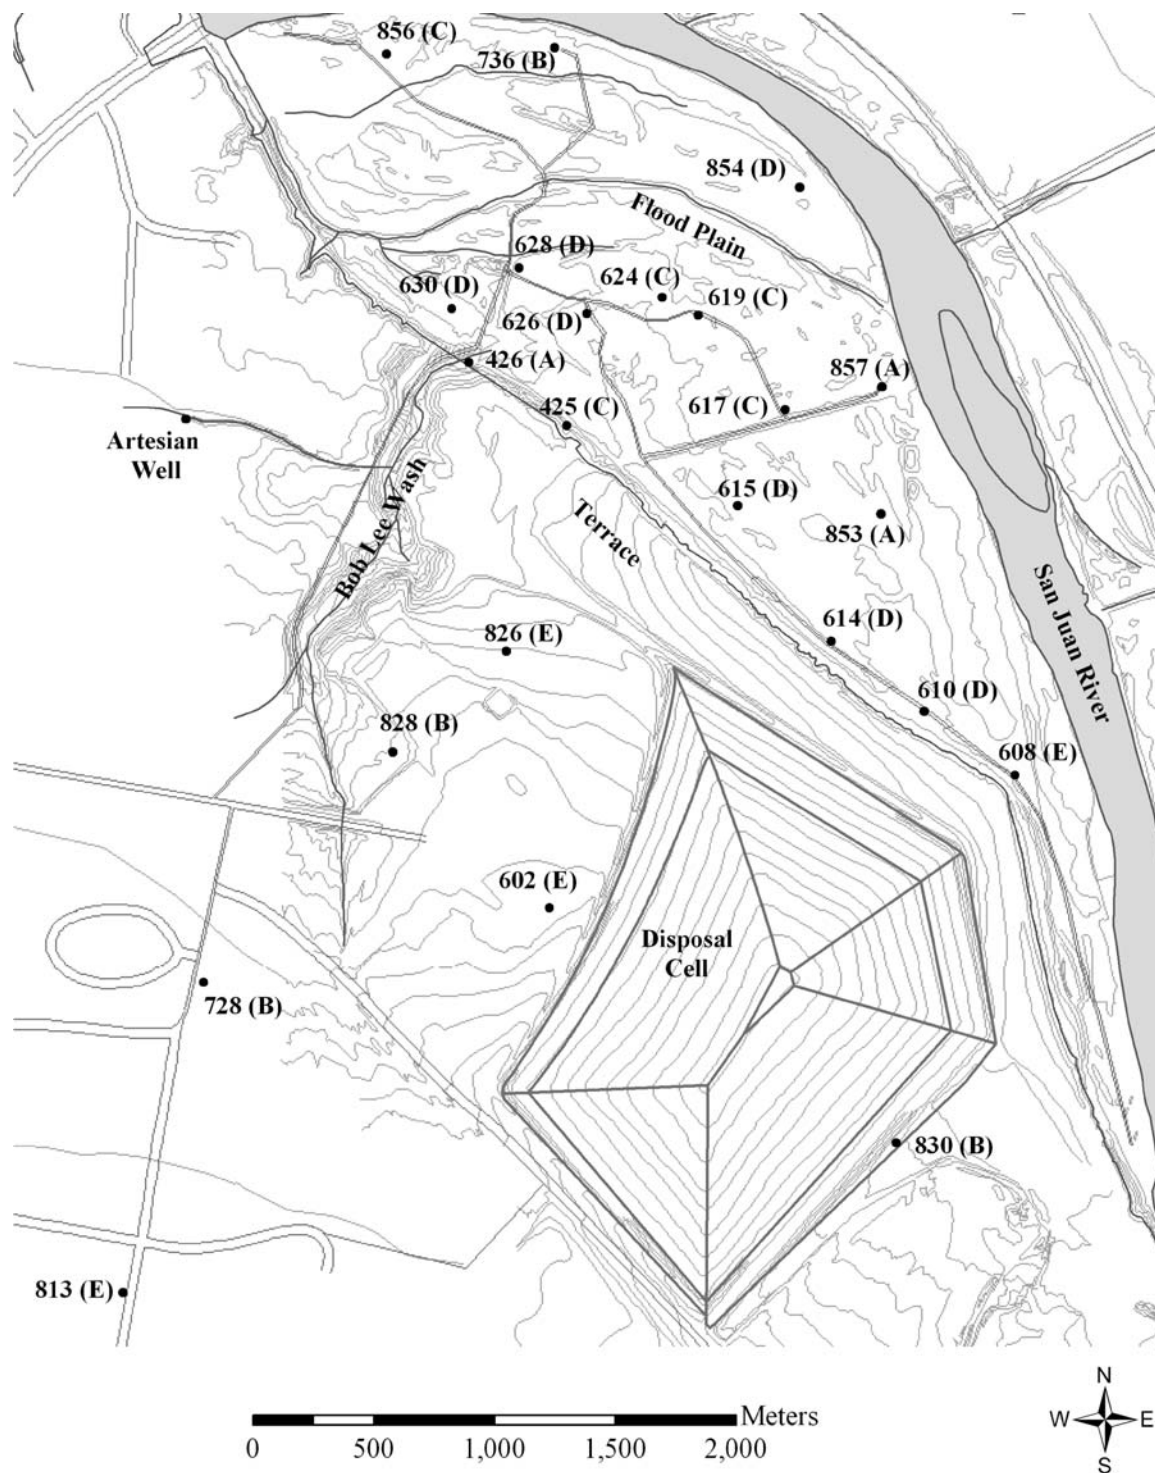 856 (C)
736 (B)
854 (D)
Flood Plain
628 (D)
624 (C)
630 (D)
619 (C)
626 (D)
426 (A)
857 (A)
425 (C)
617 (C)
Artesian
Well
Bob Lee Wash
615 (D)
Terrace
853 (A)
San Juan River
826 (E)
614 (D)
610 (D)
828 (B)
608 (E)
602 (E)
Disposal
Cell
728 (B)
830 (B)
813 (E)
N
W E
S
Meters
0 500 1,000 1,500 2,000